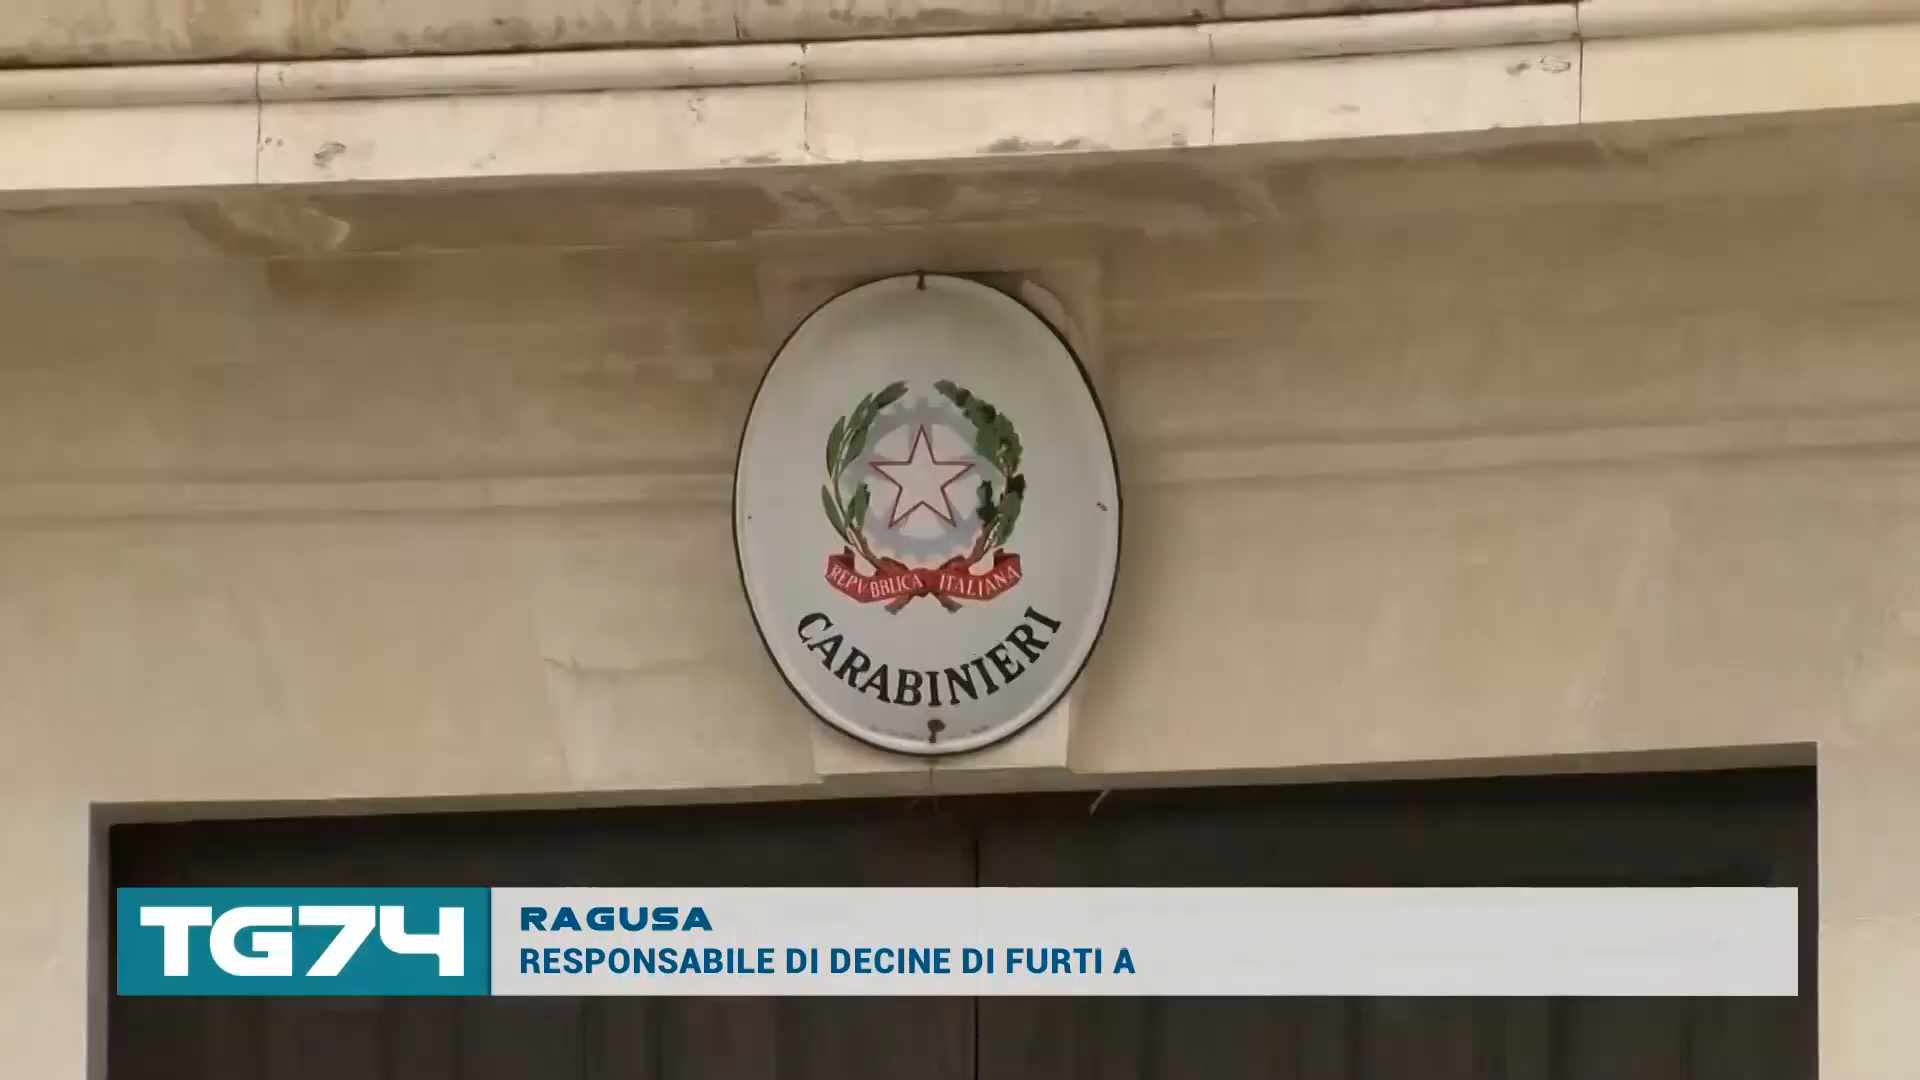 REPVBBLICA ITALIANA
CARABINIERI
TG74
RAGUSA
RESPONSABILE DI DECINE DI FURTI A